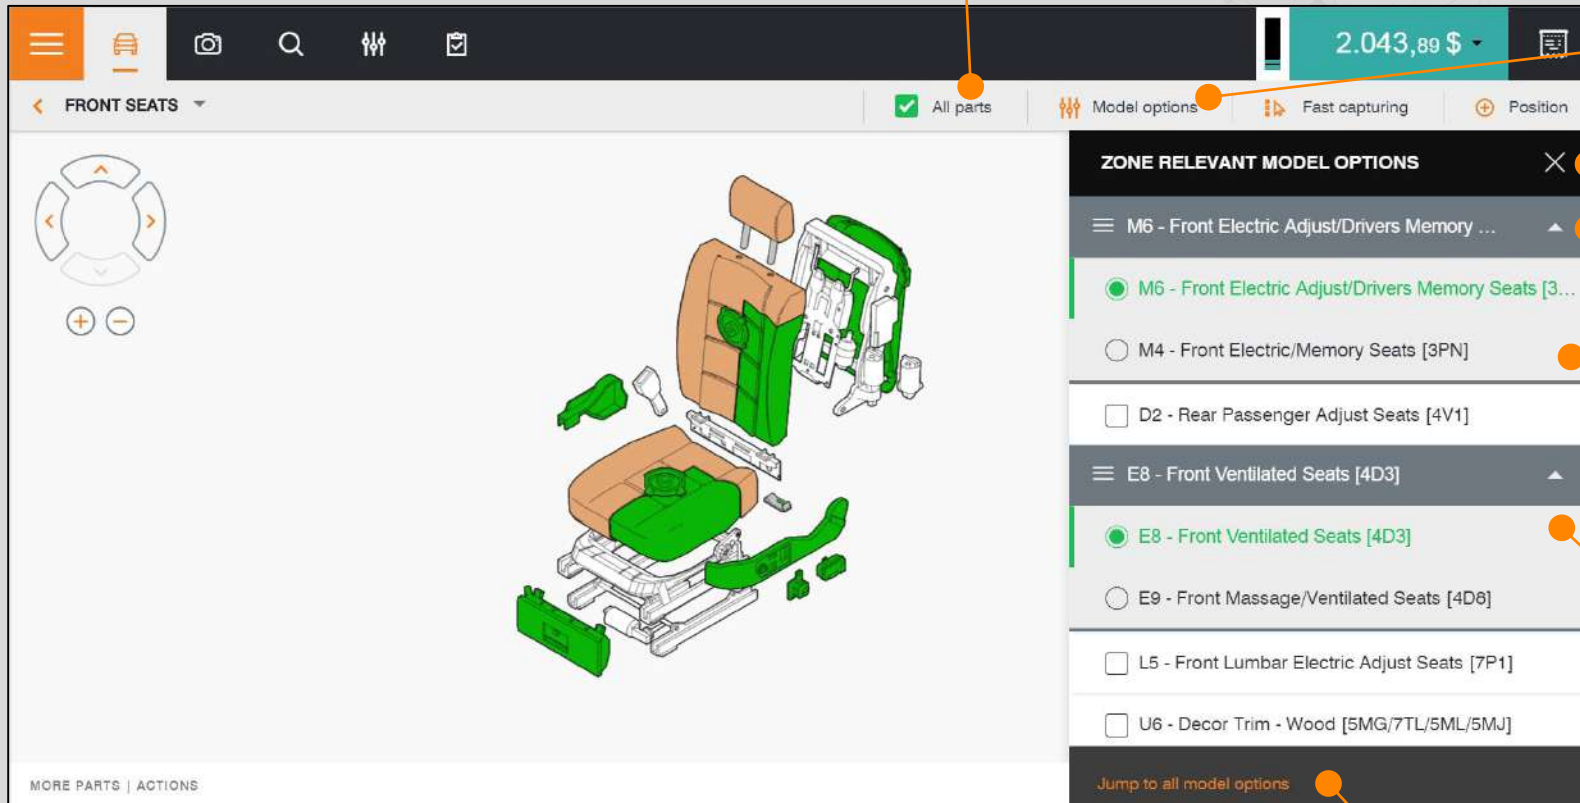 2.043,89 $
FRONT SEATS
All parts
Model options
Fast capturing
Position
ZONE RELEVANT MODEL OPTIONS
M6 - Front Electric Adjust/Drivers Memory ...
M6 - Front Electric Adjust/Drivers Memory Seats [3...
M4 - Front Electric/Memory Seats [3PN]
D2 - Rear Passenger Adjust Seats [4V1]
E8 - Front Ventilated Seats [4D3]
E8 - Front Ventilated Seats [4D3]
E9 - Front Massage/Ventilated Seats [4D8]
L5 - Front Lumbar Electric Adjust Seats [7P1]
U6 - Decor Trim - Wood [5MG/7TL/5ML/5MJ]
MORE PARTS | ACTIONS
Jump to all model options